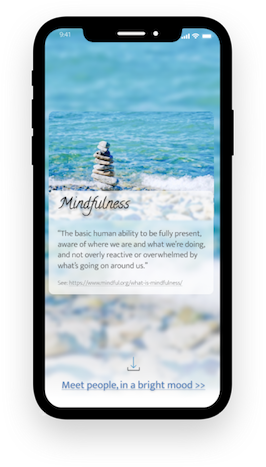 9:41
Mindfulness
"The basic human ability to be fully present,
aware of where we are and what we're doing,
and not overly reactive or overwhelmed by
what's going on around us."
See: https://www.mindful.org/what-is-mindfulness/
Meet people, in a bright mood >>